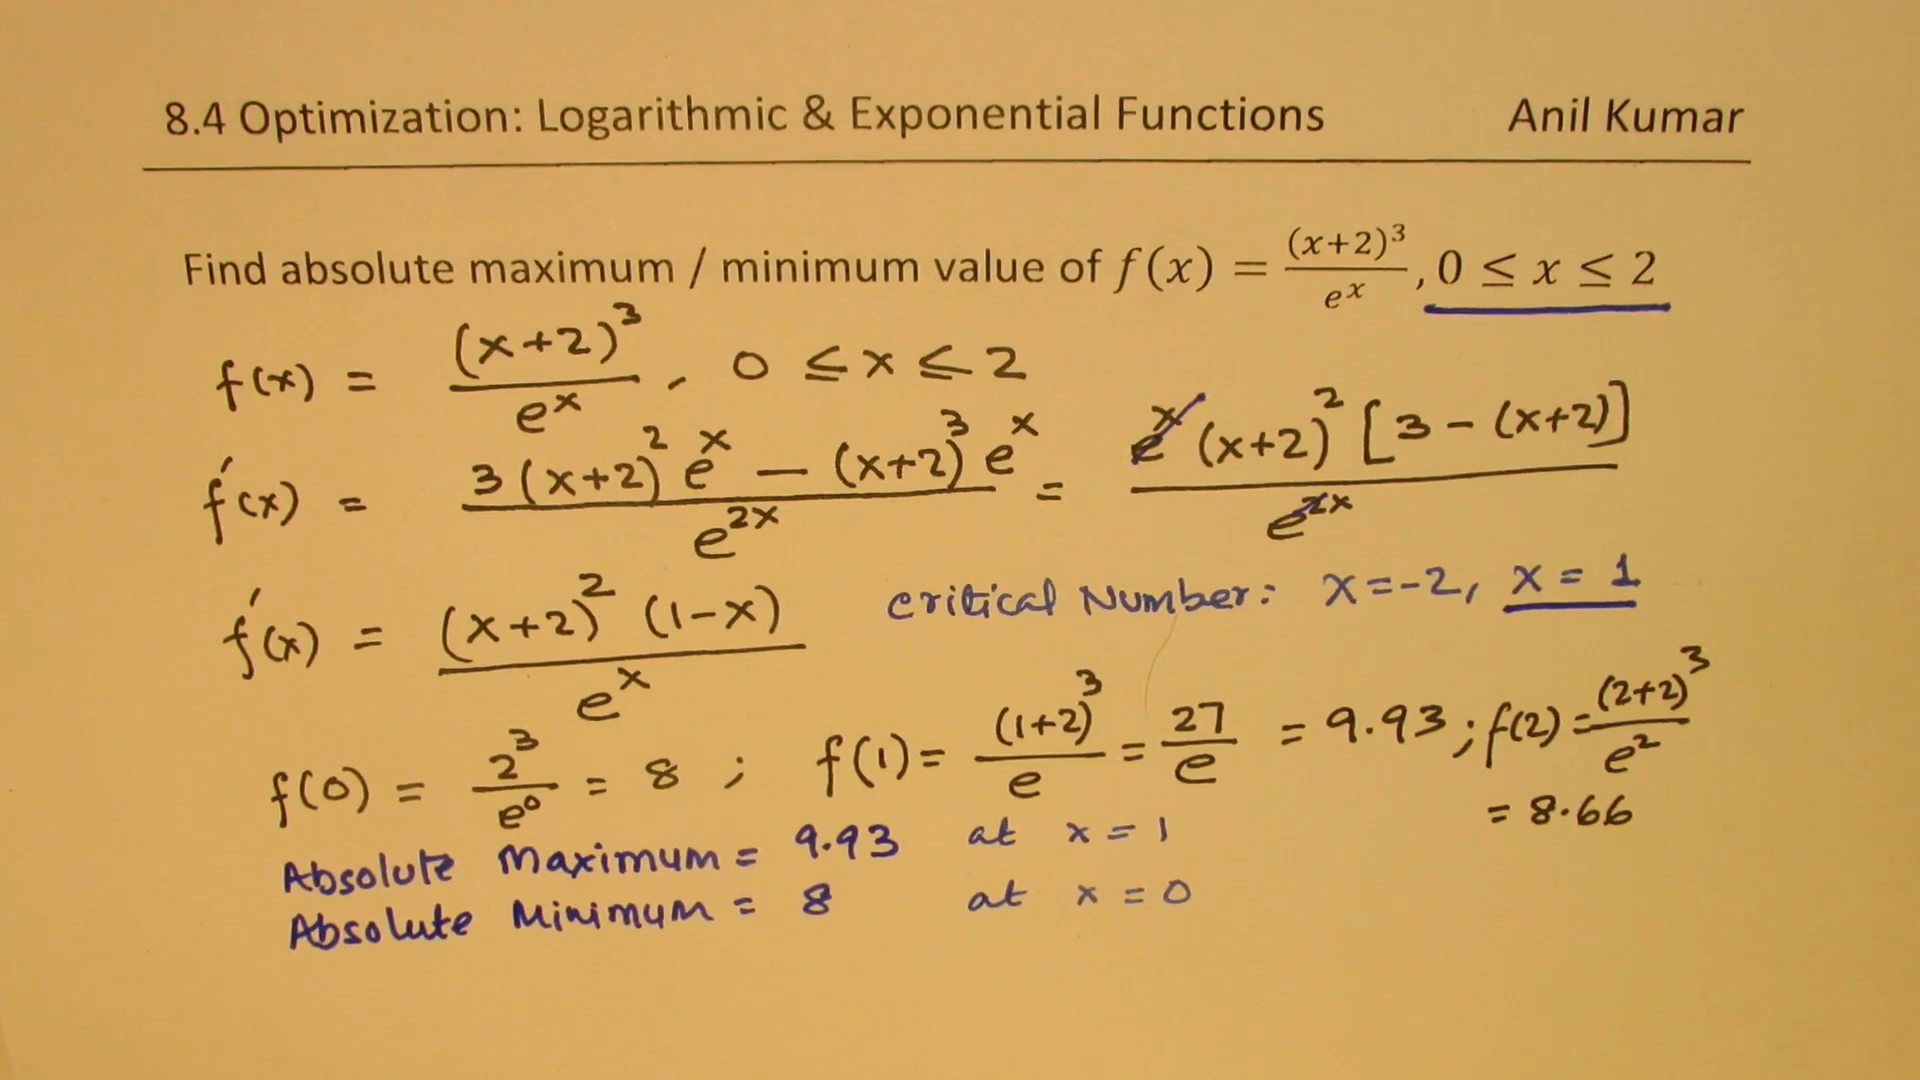 8.4 Optimization: Logarithmic & Exponential Functions Anil Kumar
Find absolute maximum / minimum value of f(x) = (x+2)³/eˣ, 0 ≤ x ≤ 2
f(x) = (x+2)³/eˣ, 0 ≤ x ≤ 2
f'(x) = (3(x+2)² eˣ − (x+2)³ eˣ)/e²ˣ = (eˣ (x+2)² [3 − (x+2)])/e²ˣ
f'(x) = ((x+2)² (1−x))/eˣ Critical Number: x=-2, x = 1
f(0) = 2³/e⁰ = 8 ; f(1) = (1+2)³/e = 27/e = 9.93 ; f(2) = (2+2)³/e²
= 8.66
Absolute Maximum = 9.93 at x = 1
Absolute Minimum = 8 at x = 0